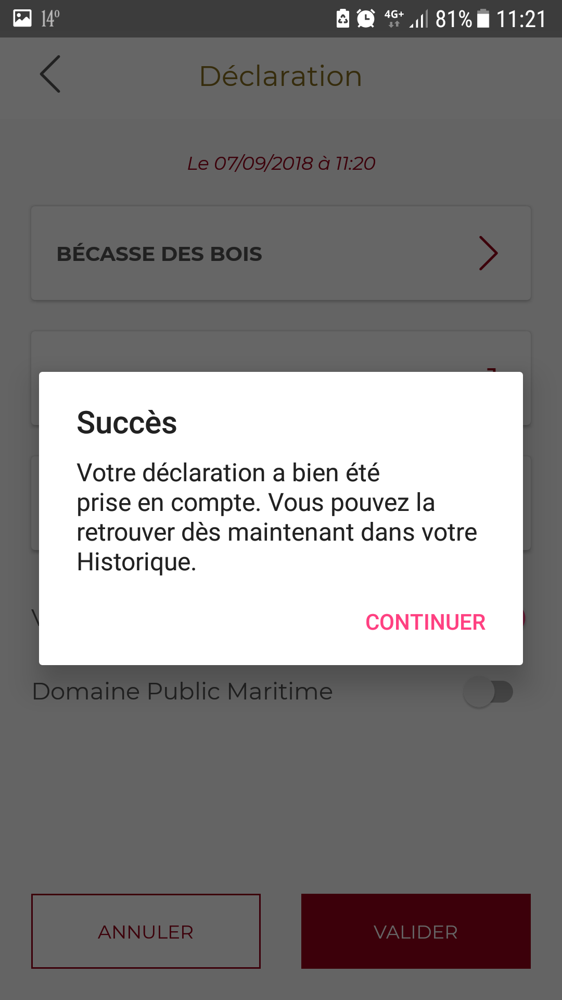 14° 4G+ 81% 11:21
Déclaration
Le 07/09/2018 à 11:20
BÉCASSE DES BOIS
Succès
Votre déclaration a bien été
prise en compte. Vous pouvez la
retrouver dès maintenant dans votre
Historique.
CONTINUER
Domaine Public Maritime
ANNULER VALIDER